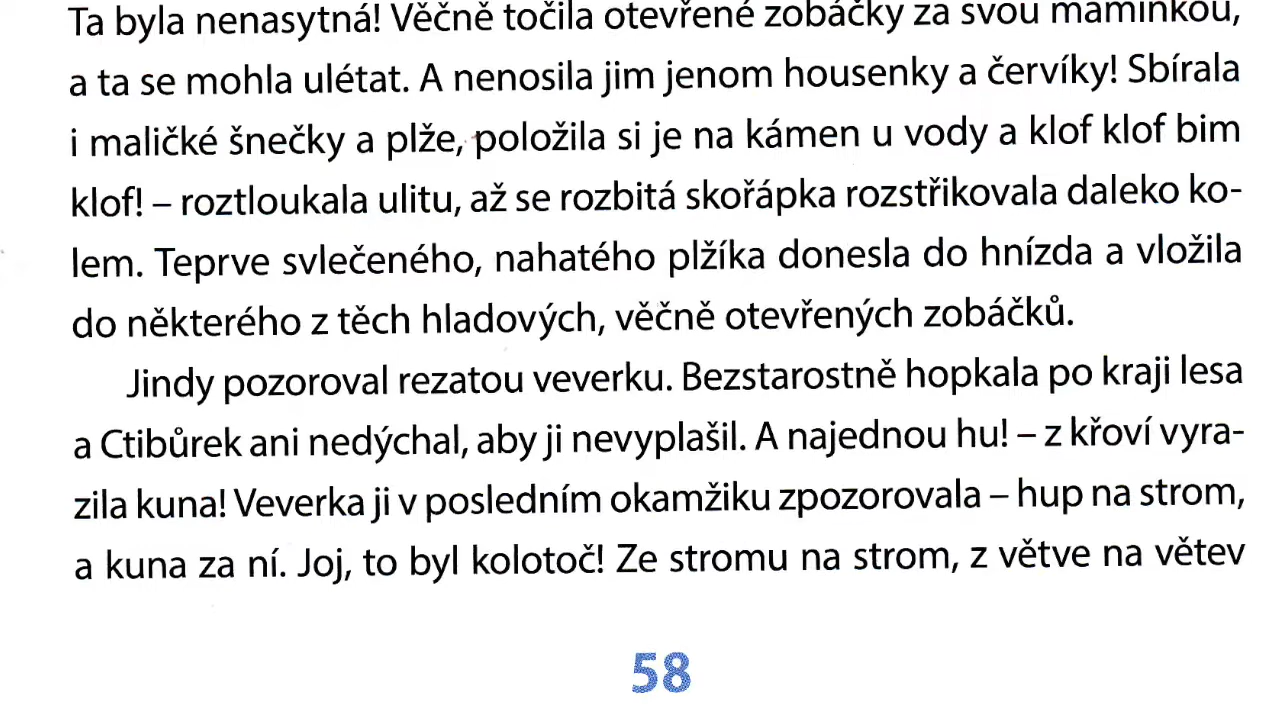 Ta byla nenasytná! Věčně točila otevřené zobáčky za svou maminkou,
a ta se mohla ulétat. A nenosila jim jenom housenky a červíky! Sbírala
i maličké šnečky a plže, položila si je na kámen u vody a klof klof bim
klof! – roztloukala ulitu, až se rozbitá skořápka rozstřikovala daleko ko-
lem. Teprve svlečeného, nahatého plžíka donesla do hnízda a vložila
do některého z těch hladových, věčně otevřených zobáčků.
Jindy pozoroval rezatou veverku. Bezstarostně hopkala po kraji lesa
a Ctibůrek ani nedýchal, aby ji nevyplašil. A najednou hu! – z křoví vyra-
zila kuna! Veverka ji v posledním okamžiku zpozorovala – hup na strom,
a kuna za ní. Joj, to byl kolotoč! Ze stromu na strom, z větve na větev
58